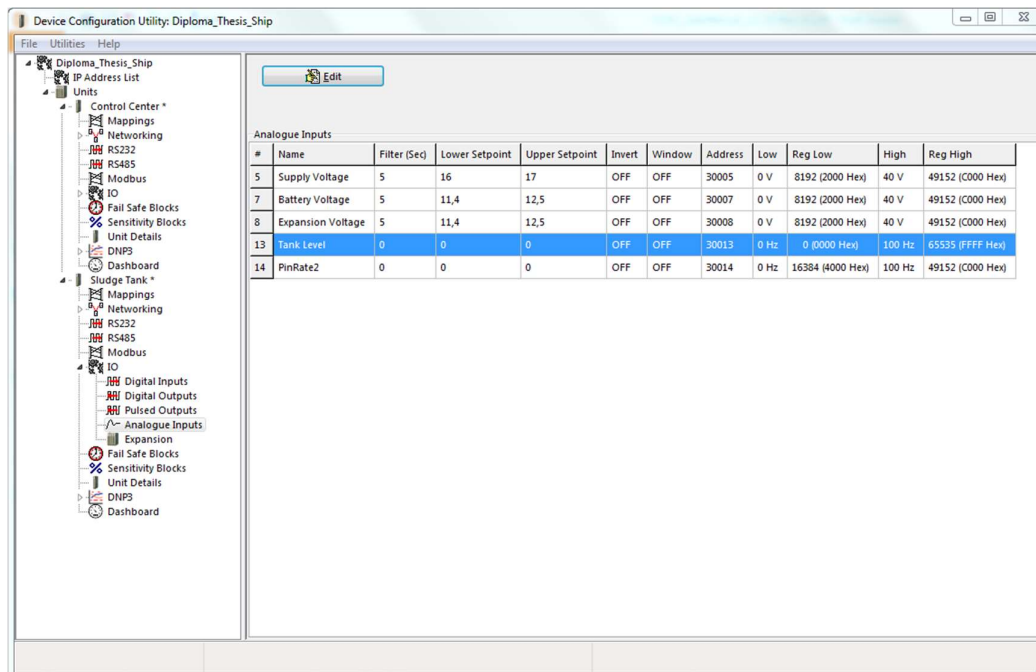 Device Configuration Utility: Diploma_Thesis_Ship
File Utilities Help
Diploma_Thesis_Ship
IP Address List
Units
Control Center *
Mappings
Networking
RS232
RS485
Modbus
IO
Fail Safe Blocks
Sensitivity Blocks
Unit Details
DNP3
Dashboard
Sludge Tank *
Mappings
Networking
RS232
RS485
Modbus
IO
Digital Inputs
Digital Outputs
Pulsed Outputs
Analogue Inputs
Expansion
Fail Safe Blocks
Sensitivity Blocks
Unit Details
DNP3
Dashboard
Edit
Analogue Inputs
# Name Filter (Sec) Lower Setpoint Upper Setpoint Invert Window Address Low Reg Low High Reg High
5 Supply Voltage 5 16 17 OFF OFF 30005 0 V 8192 (2000 Hex) 40 V 49152 (C000 Hex)
7 Battery Voltage 5 11,4 12,5 OFF OFF 30007 0 V 8192 (2000 Hex) 40 V 49152 (C000 Hex)
8 Expansion Voltage 5 11,4 12,5 OFF OFF 30008 0 V 8192 (2000 Hex) 40 V 49152 (C000 Hex)
13 Tank Level 0 0 0 OFF OFF 30013 0 Hz 0 (0000 Hex) 100 Hz 65535 (FFFF Hex)
14 PinRate2 0 0 0 OFF OFF 30014 0 Hz 16384 (4000 Hex) 100 Hz 49152 (C000 Hex)